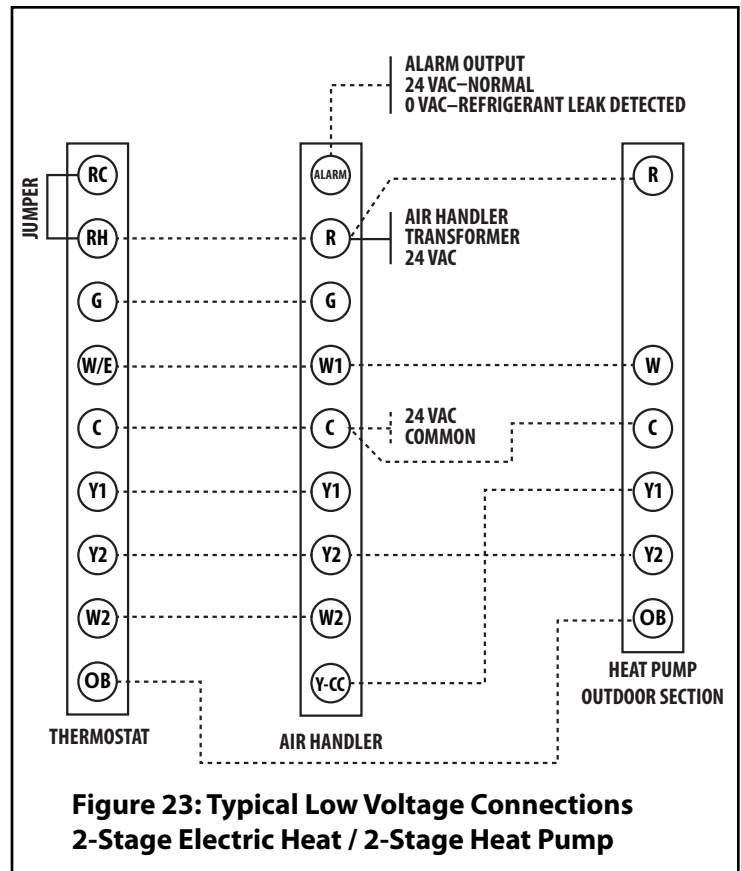 ALARM OUTPUT
24 VAC–NORMAL
0 VAC–REFRIGERANT LEAK DETECTED
JUMPER
RC
RH
G
W/E
C
Y1
Y2
W2
OB
THERMOSTAT
ALARM
R
G
W1
C
Y1
Y2
W2
Y-CC
AIR HANDLER
AIR HANDLER
TRANSFORMER
24 VAC
24 VAC
COMMON
R
W
C
Y1
Y2
OB
HEAT PUMP
OUTDOOR SECTION
Figure 23: Typical Low Voltage Connections
2-Stage Electric Heat / 2-Stage Heat Pump